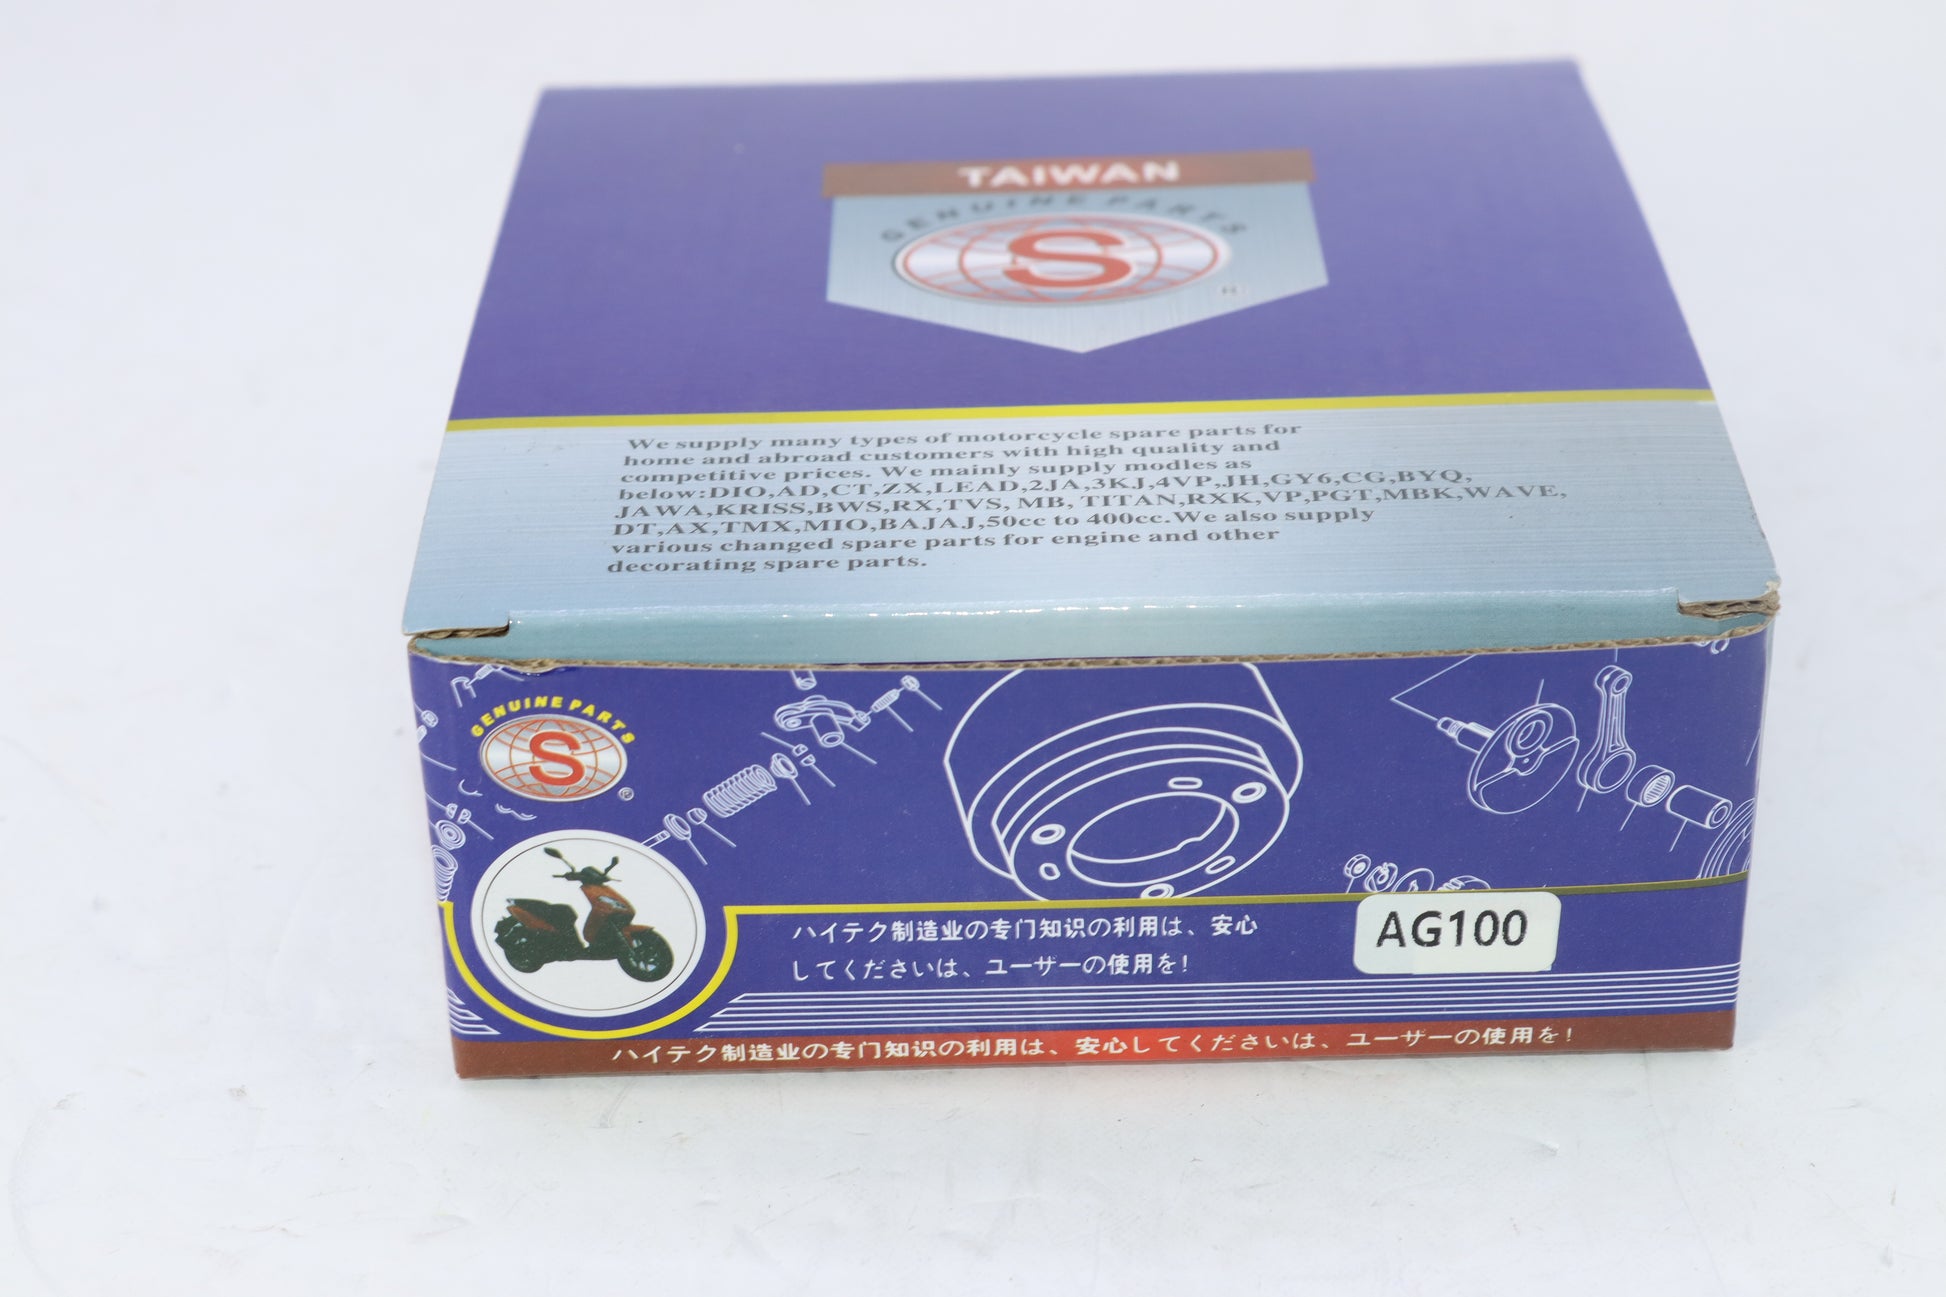 TAIWAN
GENUINE PARTS
S
®
We supply many types of motorcycle spare parts for
home and abroad customers with high quality and
competitive prices. We mainly supply modles as
below:DIO,AD,CT,ZX,LEAD,2JA,3KJ,4VP,JH,GY6,CG,BYQ,
JAWA,KRISS,BWS,RX,TVS, MB, TITAN,RXK,VP,PGT,MBK,WAVE,
DT,AX,TMX,MIO,BAJAJ,50cc to 400cc.We also supply
various changed spare parts for engine and other
decorating spare parts.
GENUINE PARTS
S
®
ハイテク制造业の专门知识の利用は、安心
してくださいは、ユーザーの使用を!
AG100
ハイテク制造业の专门知识の利用は、安心してくださいは、ユーザーの使用を!